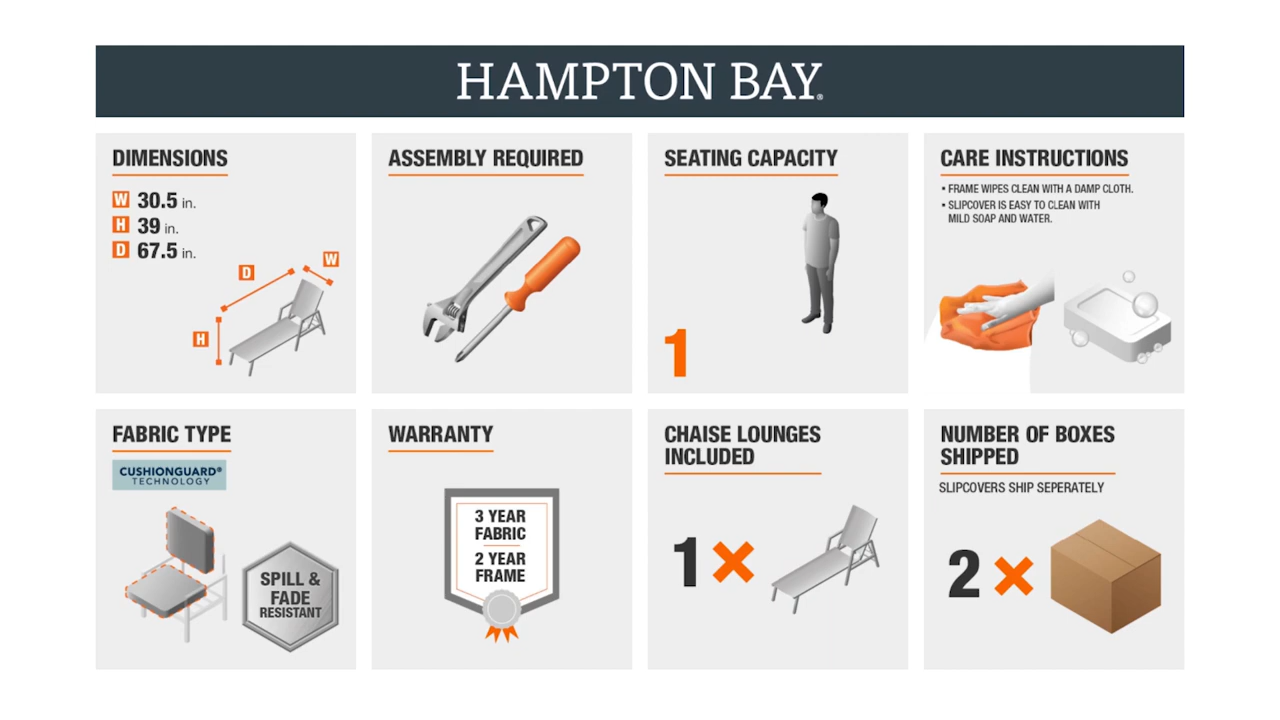 HAMPTON BAY®
DIMENSIONS
W 30.5 in.
H 39 in.
D 67.5 in.
D
W
H
ASSEMBLY REQUIRED
SEATING CAPACITY
1
CARE INSTRUCTIONS
• FRAME WIPES CLEAN WITH A DAMP CLOTH.
• SLIPCOVER IS EASY TO CLEAN WITH
MILD SOAP AND WATER.
FABRIC TYPE
CUSHIONGUARD®
TECHNOLOGY
SPILL &
FADE
RESISTANT
WARRANTY
3 YEAR
FABRIC
2 YEAR
FRAME
CHAISE LOUNGES
INCLUDED
1 ×
NUMBER OF BOXES
SHIPPED
SLIPCOVERS SHIP SEPERATELY
2 ×